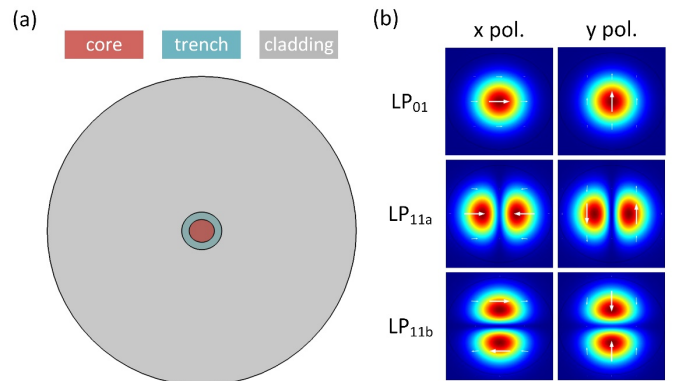 (a)
core trench cladding
(b)
x pol. y pol.
LP01
LP11a
LP11b